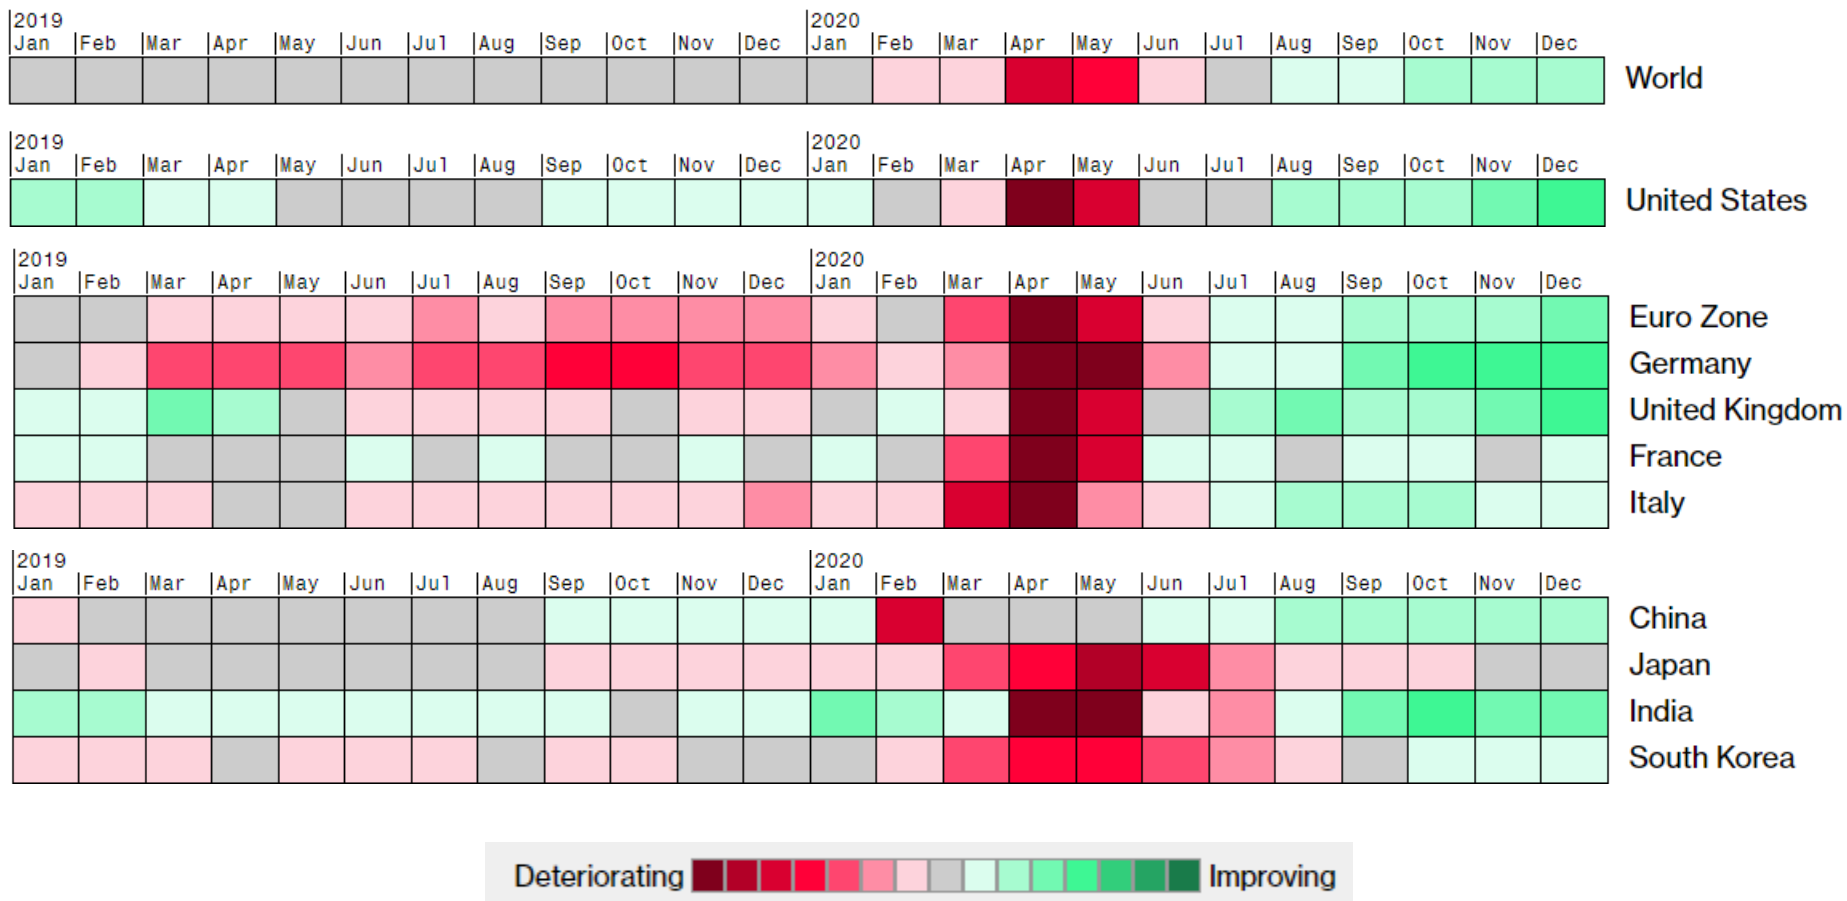 2019 2020
Jan Feb Mar Apr May Jun Jul Aug Sep Oct Nov Dec Jan Feb Mar Apr May Jun Jul Aug Sep Oct Nov Dec
World
2019 2020
Jan Feb Mar Apr May Jun Jul Aug Sep Oct Nov Dec Jan Feb Mar Apr May Jun Jul Aug Sep Oct Nov Dec
United States
2019 2020
Jan Feb Mar Apr May Jun Jul Aug Sep Oct Nov Dec Jan Feb Mar Apr May Jun Jul Aug Sep Oct Nov Dec
Euro Zone
Germany
United Kingdom
France
Italy
2019 2020
Jan Feb Mar Apr May Jun Jul Aug Sep Oct Nov Dec Jan Feb Mar Apr May Jun Jul Aug Sep Oct Nov Dec
China
Japan
India
South Korea
Deteriorating Improving